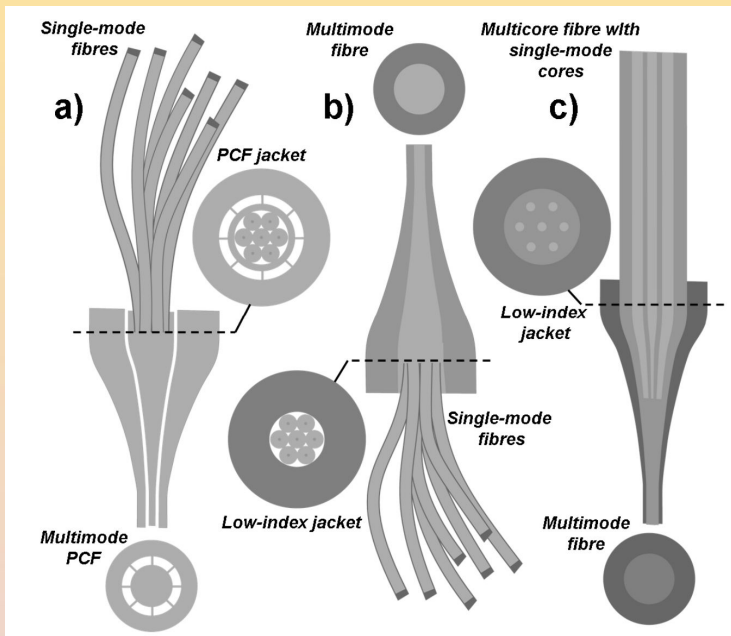 Single-mode
fibres
a)
PCF jacket
Multimode
PCF
Multimode
fibre
b)
Low-index jacket
Single-mode
fibres
Multicore fibre with
single-mode
cores
c)
Low-index
jacket
Multimode
fibre